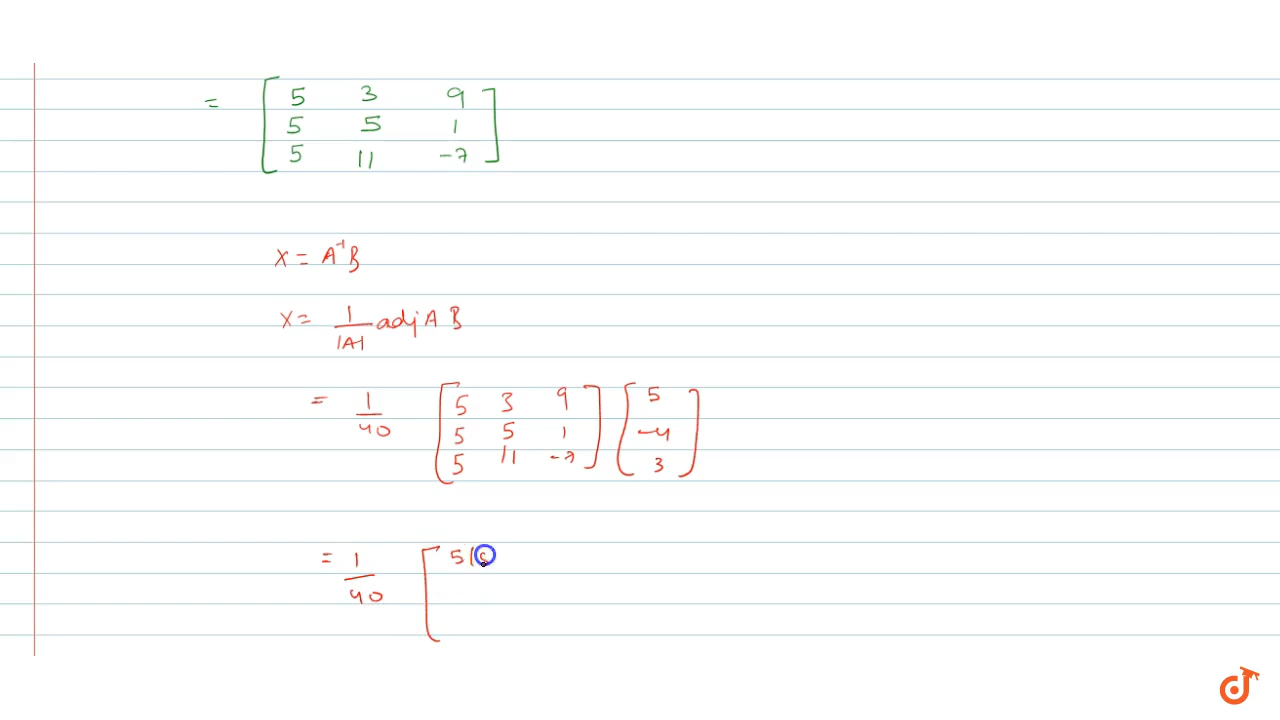 = [ 5 3 9
5 5 1
5 11 -7 ]
X = A⁻¹B
X = 1/|A| adj A B
= 1/40 [ 5 3 9 ] [ 5 ]
[ 5 5 1 ] [ -4 ]
[ 5 11 -7 ] [ 3 ]
= 1/40 [ 5(5